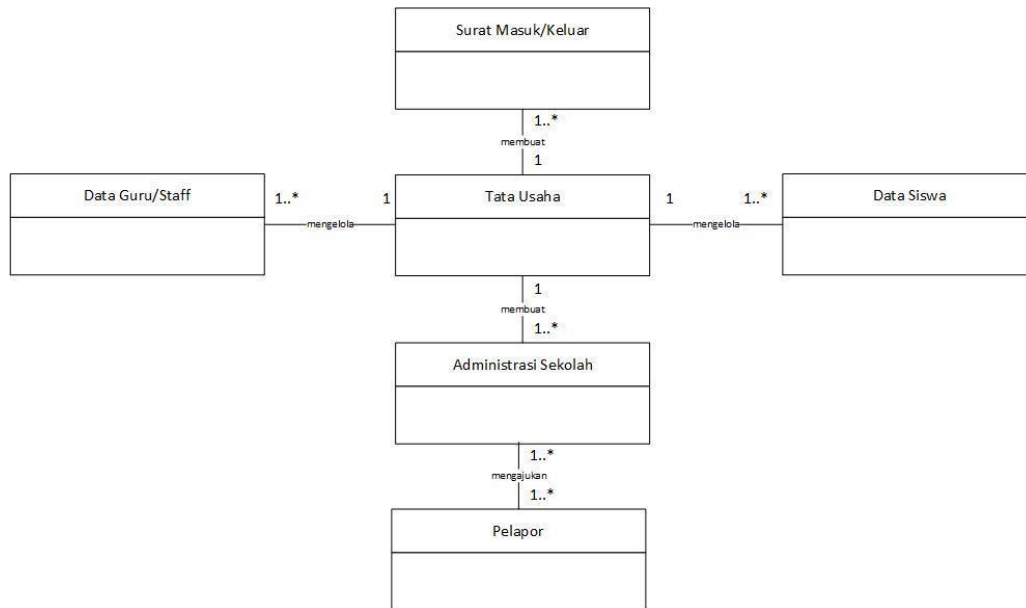 Surat Masuk/Keluar
1..*
membuat
1
Data Guru/Staff
1..*
mengelola
1
Tata Usaha
1
mengelola
1..*
Data Siswa
1
membuat
1..*
Administrasi Sekolah
1..*
mengajukan
1..*
Pelapor